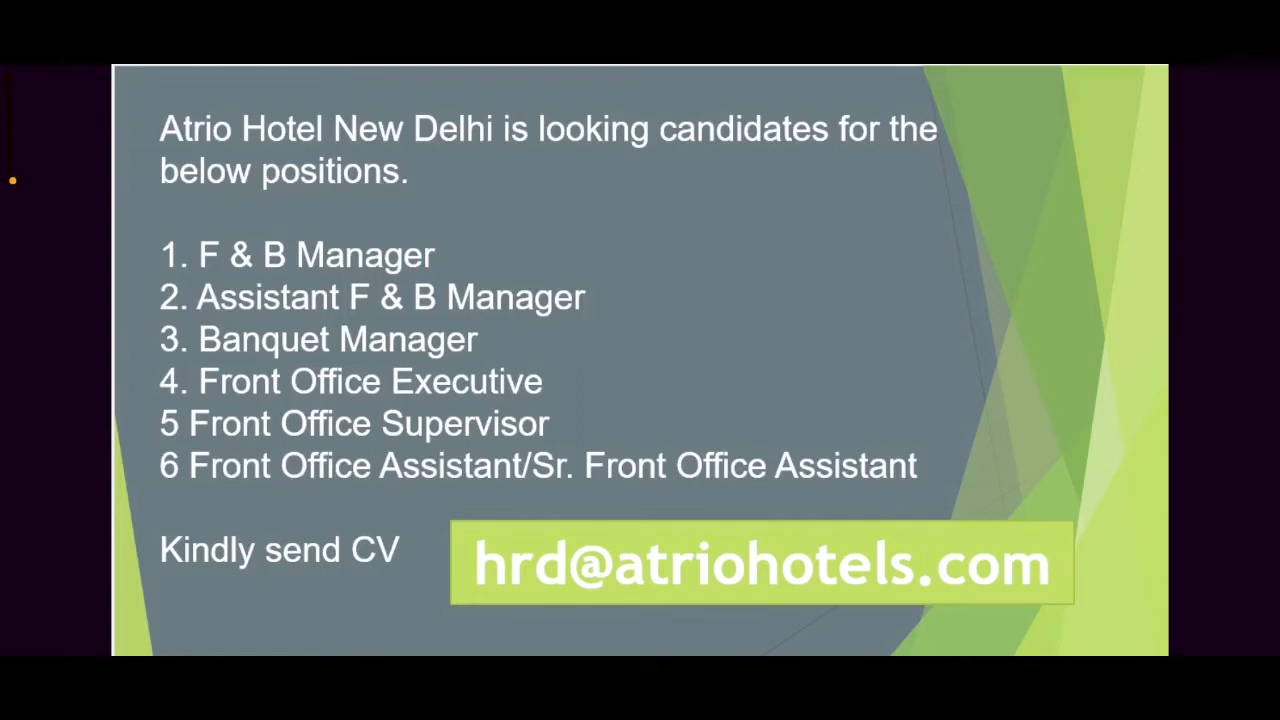 Atrio Hotel New Delhi is looking candidates for the
below positions.
1. F & B Manager
2. Assistant F & B Manager
3. Banquet Manager
4. Front Office Executive
5 Front Office Supervisor
6 Front Office Assistant/Sr. Front Office Assistant
Kindly send CV hrd@atriohotels.com